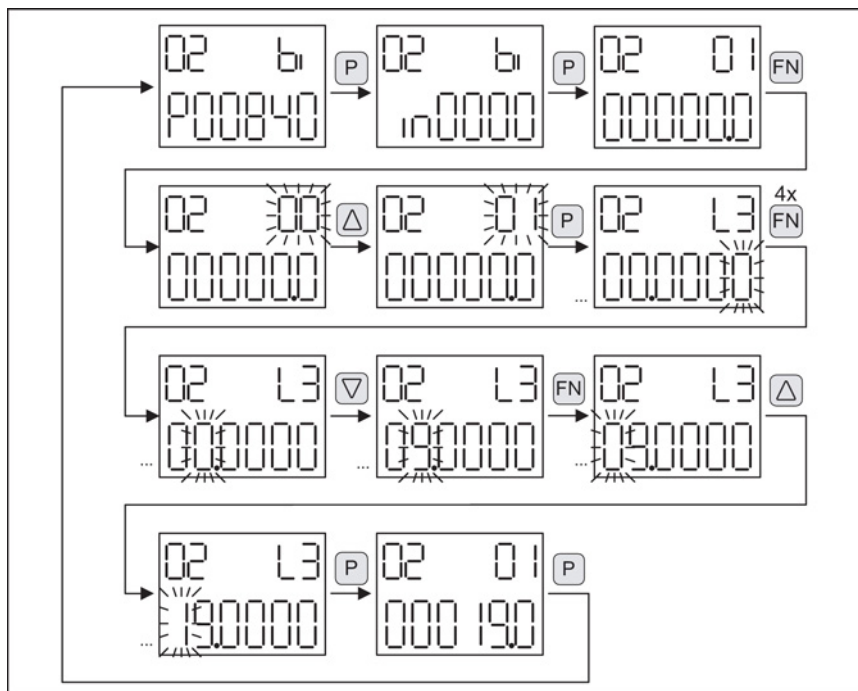 02 bi P 02 bi P 02 01 FN
P00840 in0000 00000.0
4x
02 00 △ 02 01 P 02 L3 FN
00000.0 00000.0 ... 00.0000
02 L3 ▽ 02 L3 FN 02 L3 △
... 00.0000 ... 09.0000 ... 09.0000
02 L3 P 02 01 P
... 19.0000 00019.0